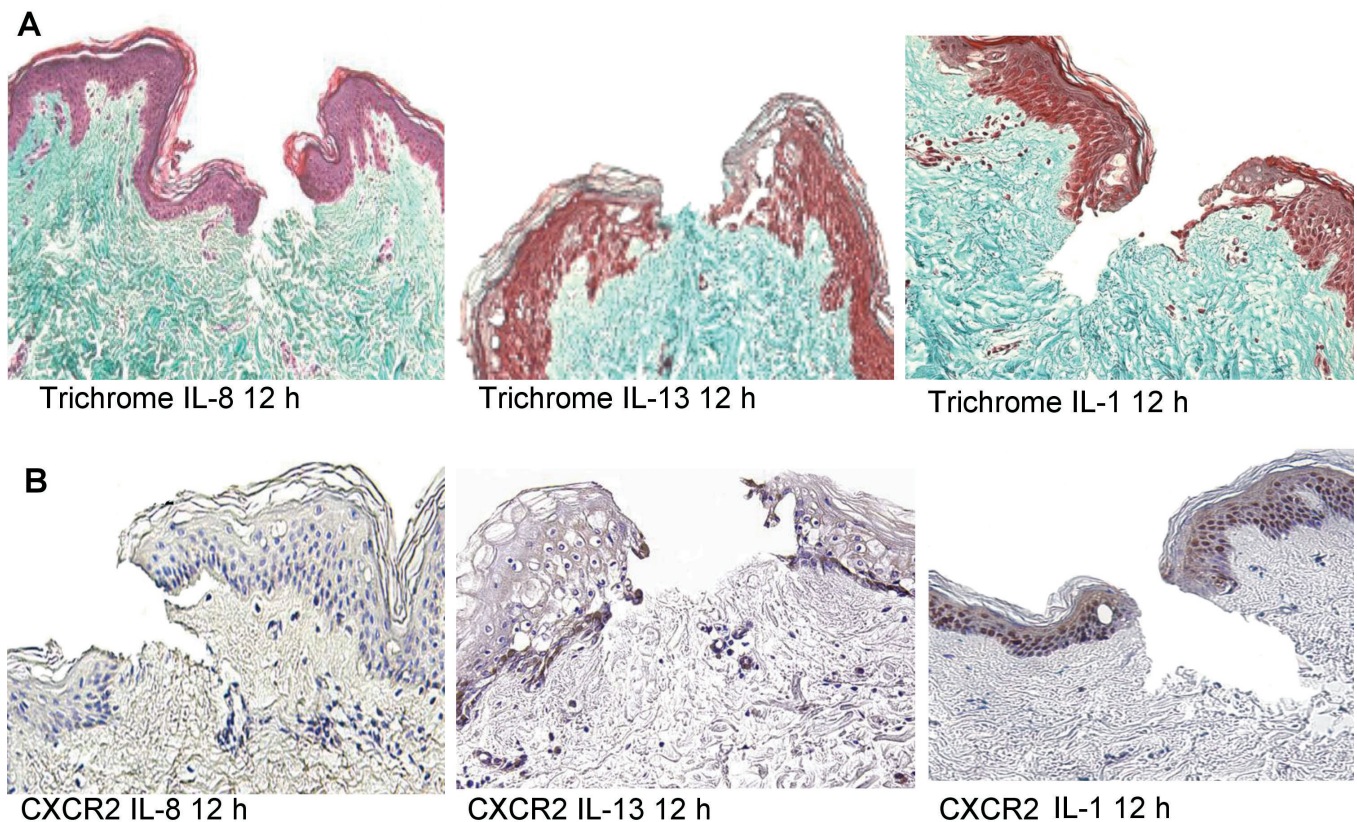 A
Trichrome IL-8 12 h
Trichrome IL-13 12 h
Trichrome IL-1 12 h
B
CXCR2 IL-8 12 h
CXCR2 IL-13 12 h
CXCR2 IL-1 12 h